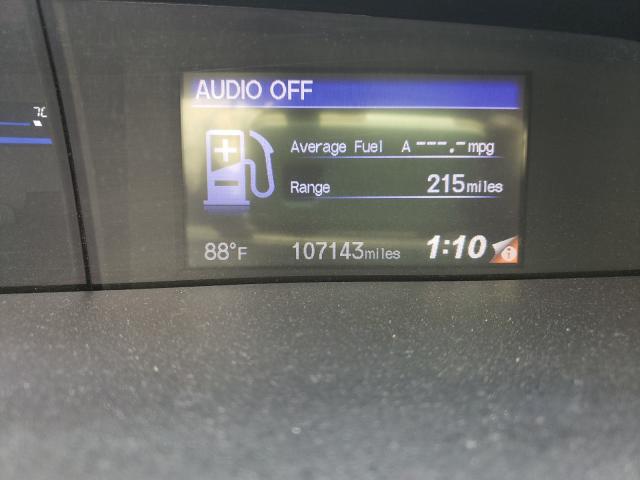 AUDIO OFF
Average Fuel A ---.- mpg
Range 215 miles
88°F 107143 miles 1:10 i